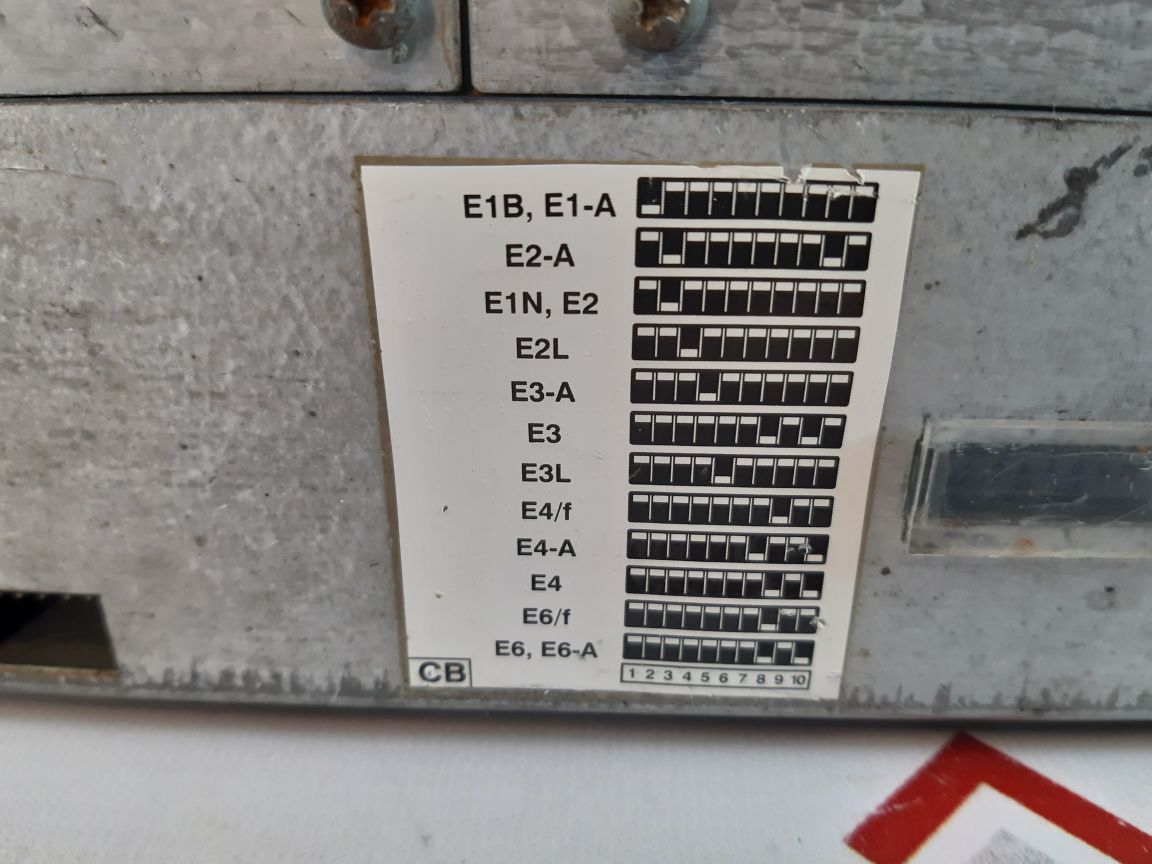 E1B, E1-A
E2-A
E1N, E2
E2L
E3-A
E3
E3L
E4/f
E4-A
E4
E6/f
E6, E6-A
CB
1 2 3 4 5 6 7 8 9 10